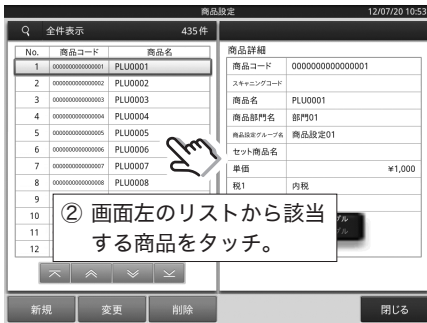 商品設定 12/07/20 10:53
全件表示 435件
No. 商品コード 商品名
1 0000000000000001 PLU0001
2 0000000000000002 PLU0002
3 0000000000000003 PLU0003
4 0000000000000004 PLU0004
5 0000000000000005 PLU0005
6 0000000000000006 PLU0006
7 0000000000000007 PLU0007
8 0000000000000008 PLU0008
9
10
11
12
商品詳細
商品コード 0000000000000001
スキャニングコード
商品名 PLU0001
商品部門名 部門01
商品設定グループ名 商品設定01
セット商品名
単価 ¥1,000
税1 内税
② 画面左のリストから該当
する商品をタッチ。
新規 変更 削除 閉じる